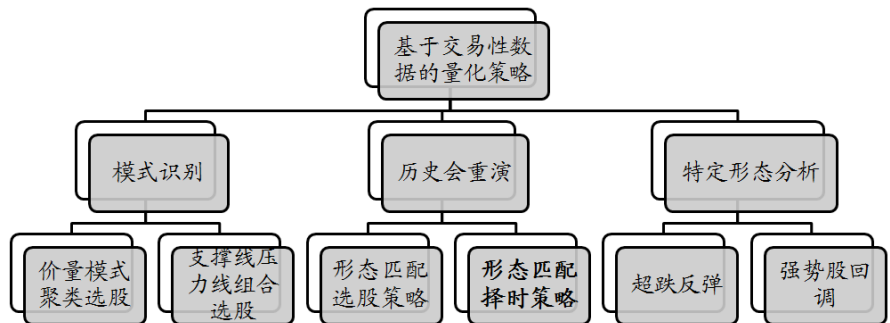 基于交易性数
据的量化策略
模式识别
历史会重演
特定形态分析
价量模式
聚类选股
支撑线压
力线组合
选股
形态匹配
选股策略
形态匹配
择时策略
超跌反弹
强势股回
调